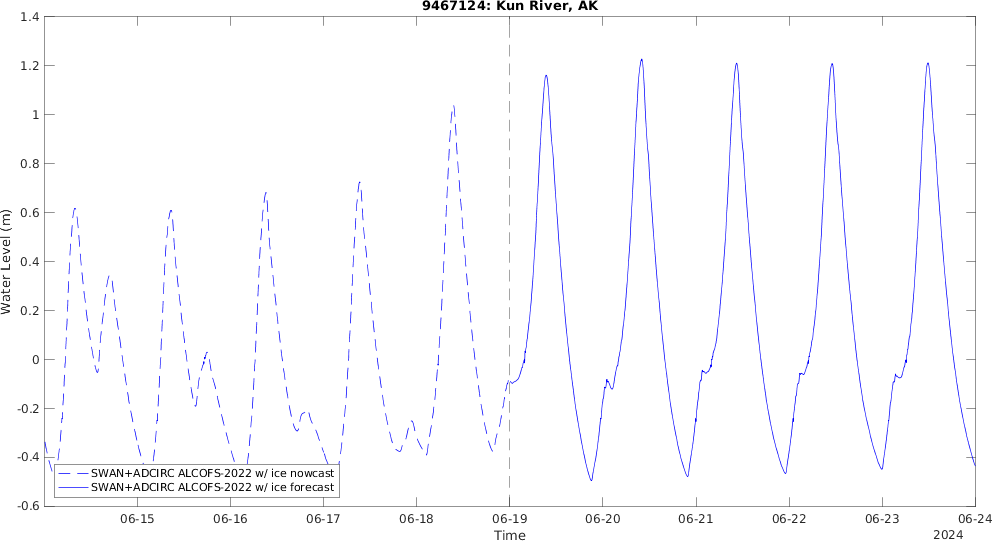 9467124: Kun River, AK
1.4
1.2
1
0.8
0.6
0.4
0.2
0
-0.2
-0.4
-0.6
Water Level (m)
SWAN+ADCIRC ALCOFS-2022 w/ ice nowcast
SWAN+ADCIRC ALCOFS-2022 w/ ice forecast
06-15 06-16 06-17 06-18 06-19 06-20 06-21 06-22 06-23 06-24
Time
2024